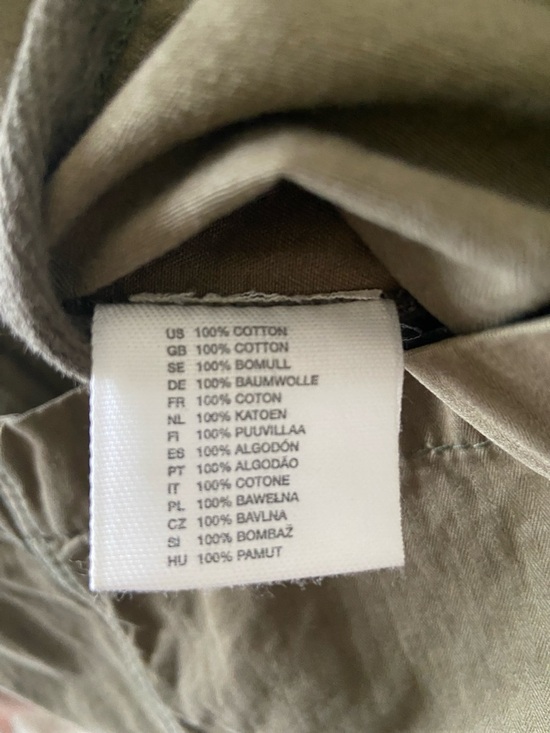 US 100% COTTON
GB 100% COTTON
SE 100% BOMULL
DE 100% BAUMWOLLE
FR 100% COTON
NL 100% KATOEN
FI 100% PUUVILLAA
ES 100% ALGODÓN
PT 100% ALGODÃO
IT 100% COTONE
PL 100% BAWEŁNA
CZ 100% BAVLNA
SI 100% BOMBAŽ
HU 100% PAMUT